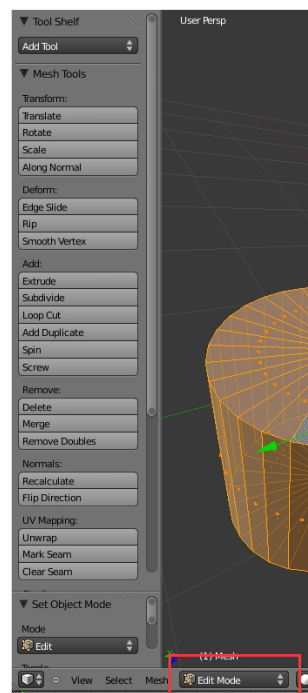 Tool Shelf
User Persp
Add Tool
Mesh Tools
Transform:
Translate
Rotate
Scale
Along Normal
Deform:
Edge Slide
Rip
Smooth Vertex
Add:
Extrude
Subdivide
Loop Cut
Add Duplicate
Spin
Screw
Remove:
Delete
Merge
Remove Doubles
Normals:
Recalculate
Flip Direction
UV Mapping:
Unwrap
Mark Seam
Clear Seam
Set Object Mode
Mode
Edit
(1) Mesh
View Select Mesh Edit Mode